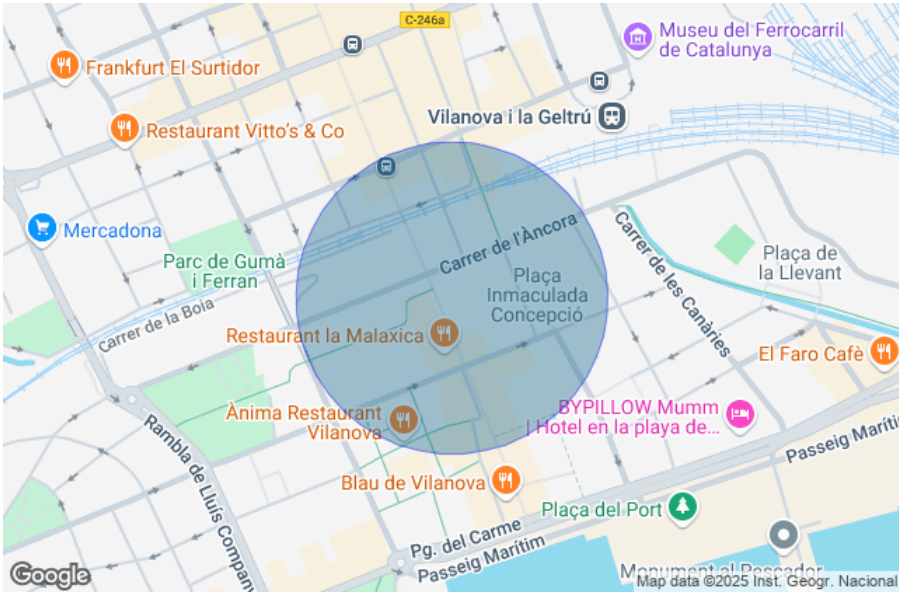 C-246a
Museu del Ferrocarril
de Catalunya
Frankfurt El Surtidor
Vilanova i la Geltrú
Restaurant Vitto's & Co
Mercadona
Parc de Gumà
i Ferran
Carrer de l'Àncora
Carrer de les Canàries
Plaça de
la Llevant
Plaça
Inmaculada
Concepció
Carrer de la Boia
Restaurant la Malaxica
El Faro Cafè
Ànima Restaurant
Vilanova
BYPILLOW Mumm
| Hotel en la playa de...
Rambla de Lluís Company
Passeig Marítim
Blau de Vilanova
Plaça del Port
Pg. del Carme
Passeig Marítim
Monument al Pescador
Google
Map data ©2025 Inst. Geogr. Nacional